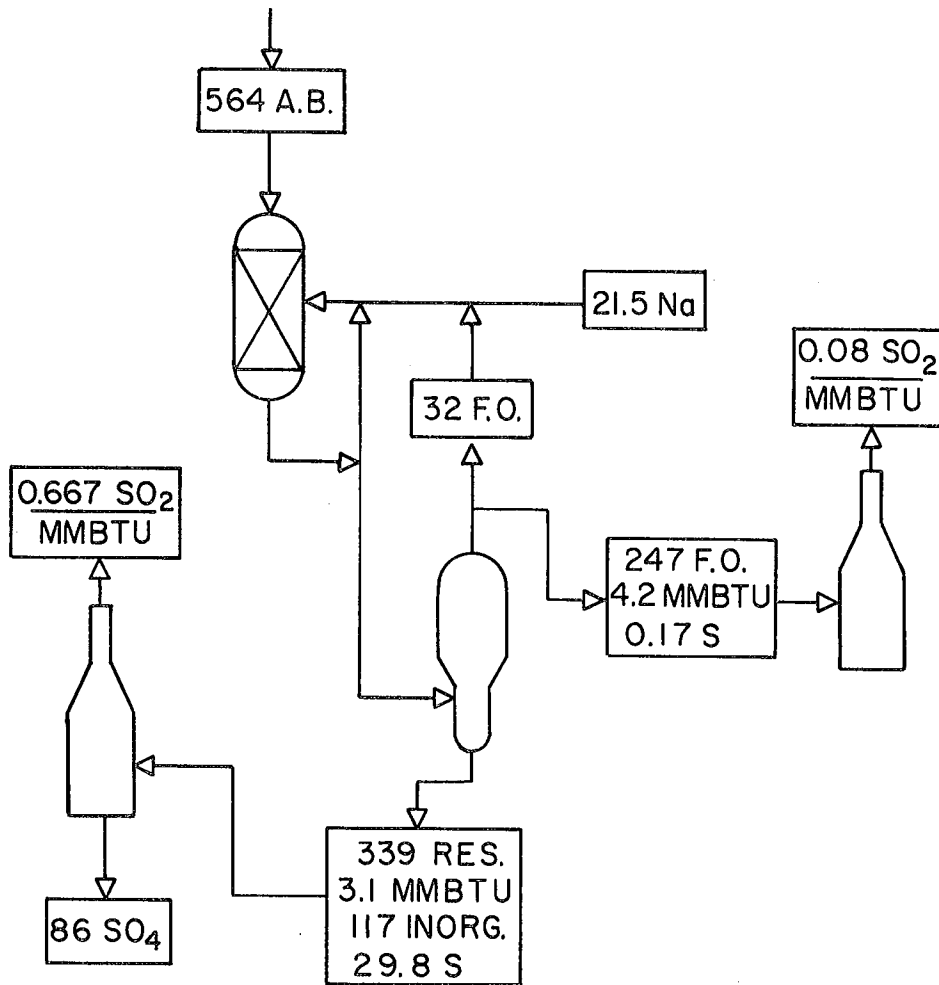 564 A.B.
21.5 Na
0.08 SO₂
MMBTU
32 F.O.
0.667 SO₂
MMBTU
247 F.O.
4.2 MMBTU
0.17 S
339 RES.
3.1 MMBTU
117 INORG.
29.8 S
86 SO₄